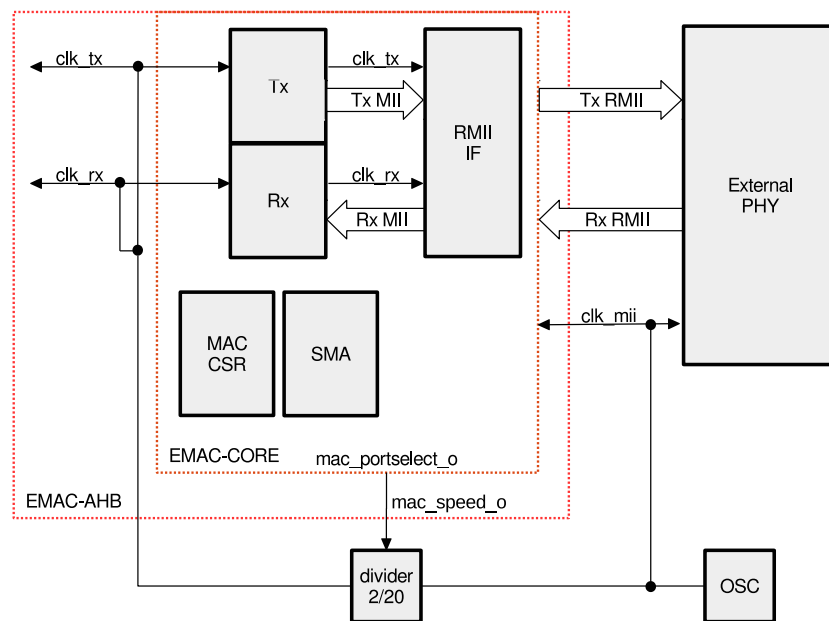 clk_tx
Tx
clk_tx
Tx MII
RMII
IF
Tx RMII
External
PHY
clk_rx
Rx
clk_rx
Rx MII
Rx RMII
clk_mii
MAC
CSR
SMA
EMAC-CORE
mac_portselect_o
EMAC-AHB
mac_speed_o
divider
2/20
OSC